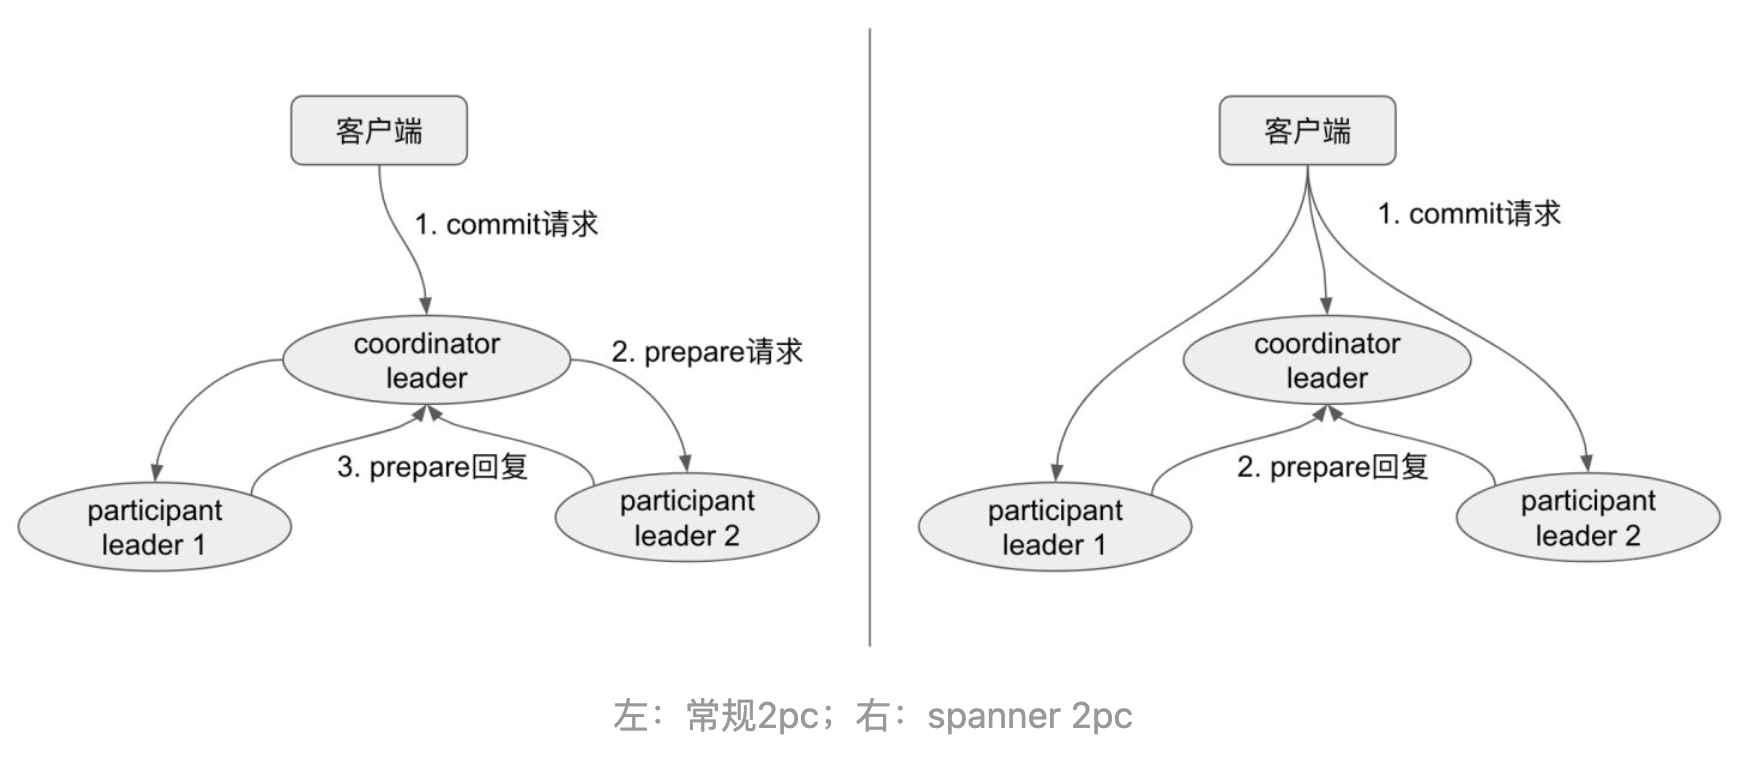 客户端
1. commit请求
coordinator
leader
2. prepare请求
3. prepare回复
participant
leader 1
participant
leader 2
客户端
1. commit请求
coordinator
leader
2. prepare回复
participant
leader 1
participant
leader 2
左：常规2pc；右：spanner 2pc